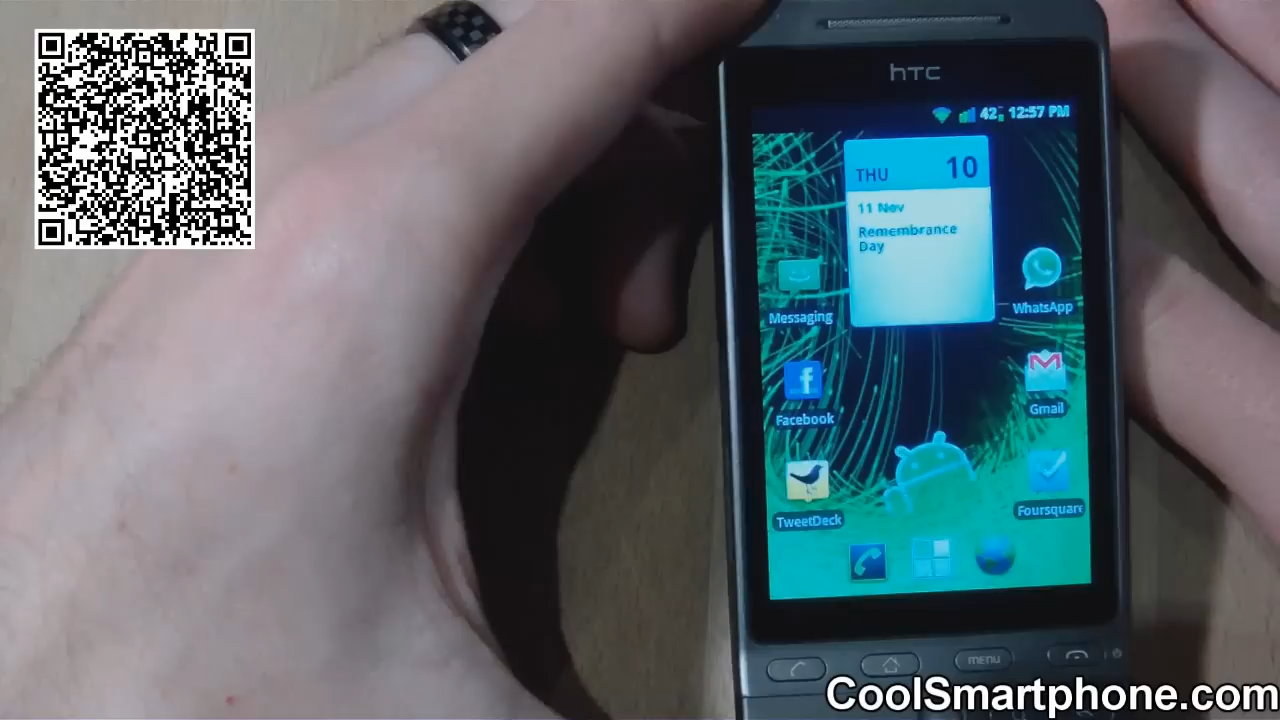 hTC
42 12:57 PM
THU 10
11 Nov
Remembrance
Day
Messaging
WhatsApp
Facebook
Gmail
TweetDeck
Foursquare
menu
CoolSmartphone.com